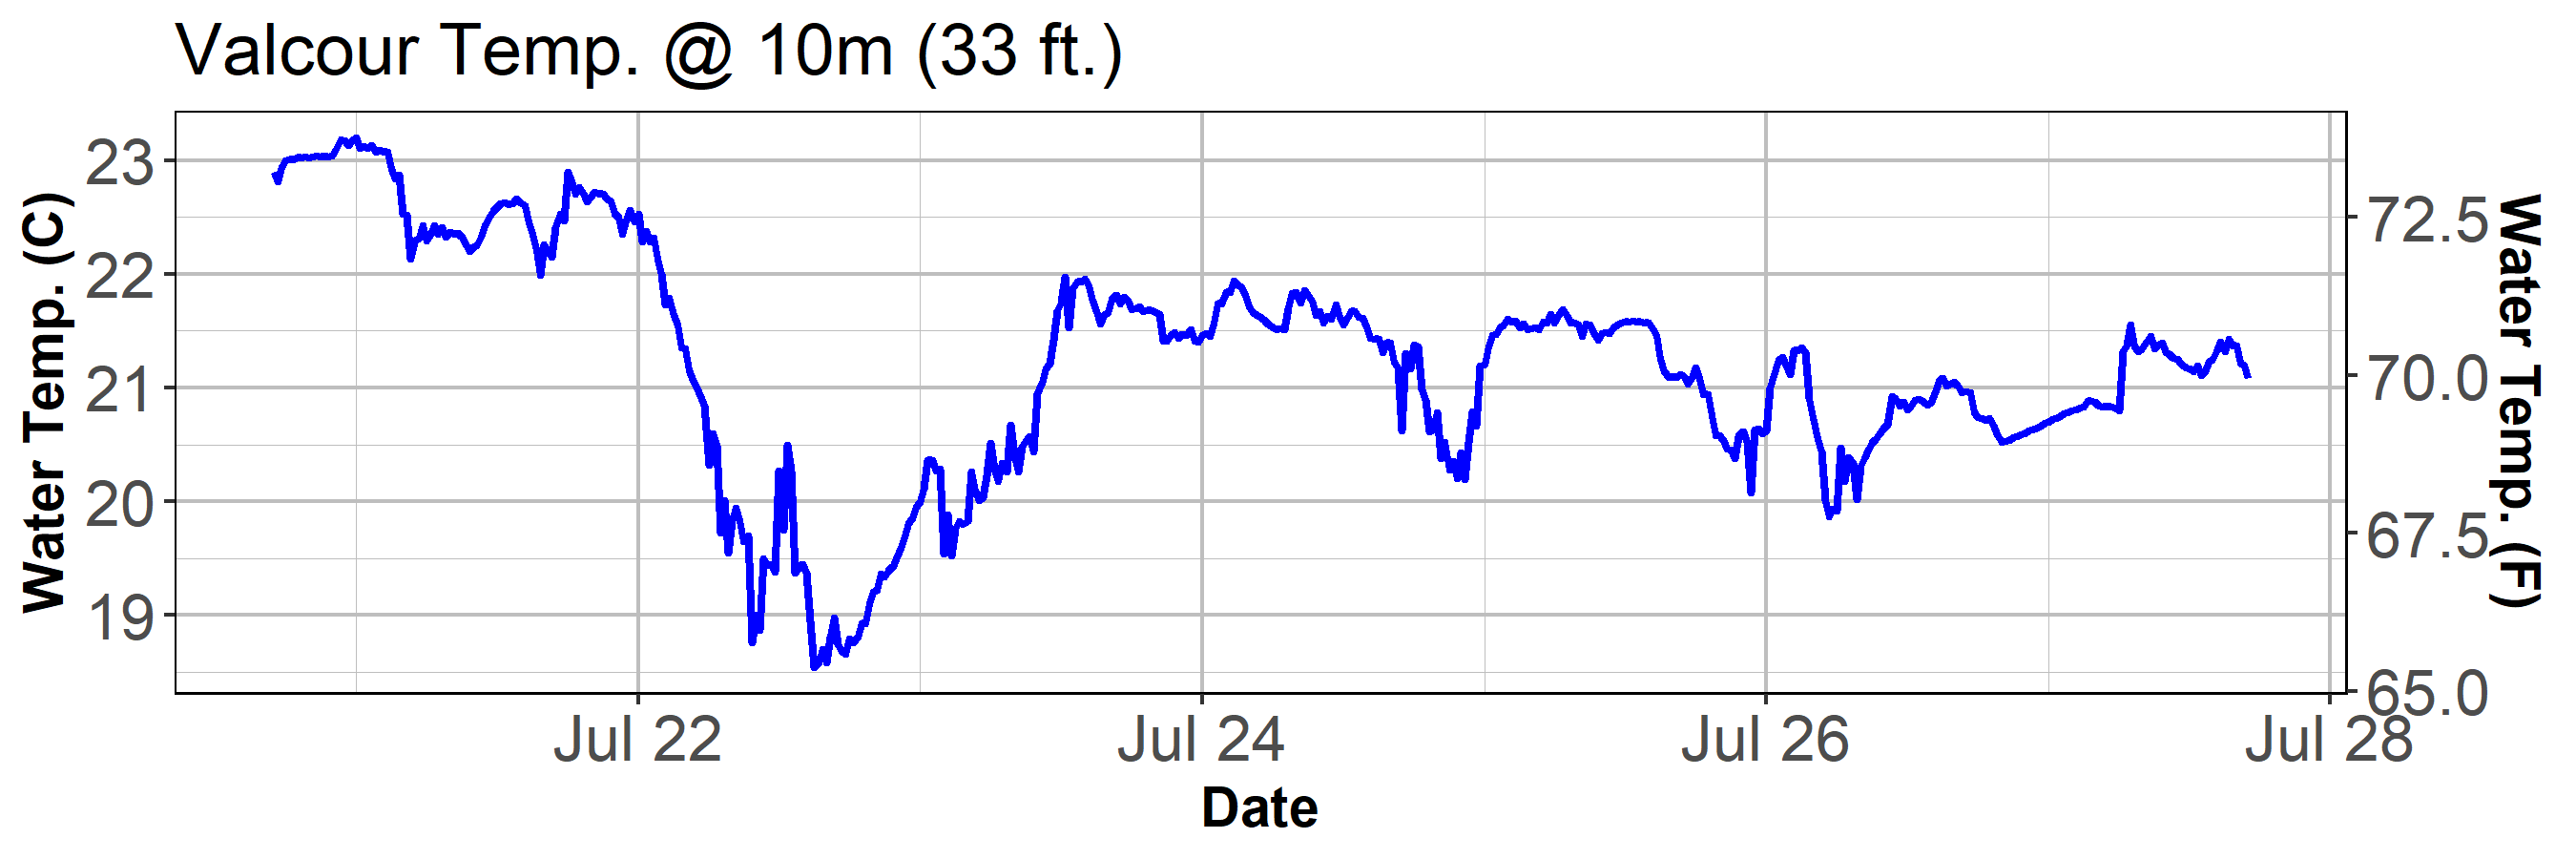 Valcour Temp. @ 10m (33 ft.)
Water Temp. (C)
23
22
21
20
19
72.5
70.0
67.5
65.0
Water Temp. (F)
Jul 22
Jul 24
Jul 26
Jul 28
Date